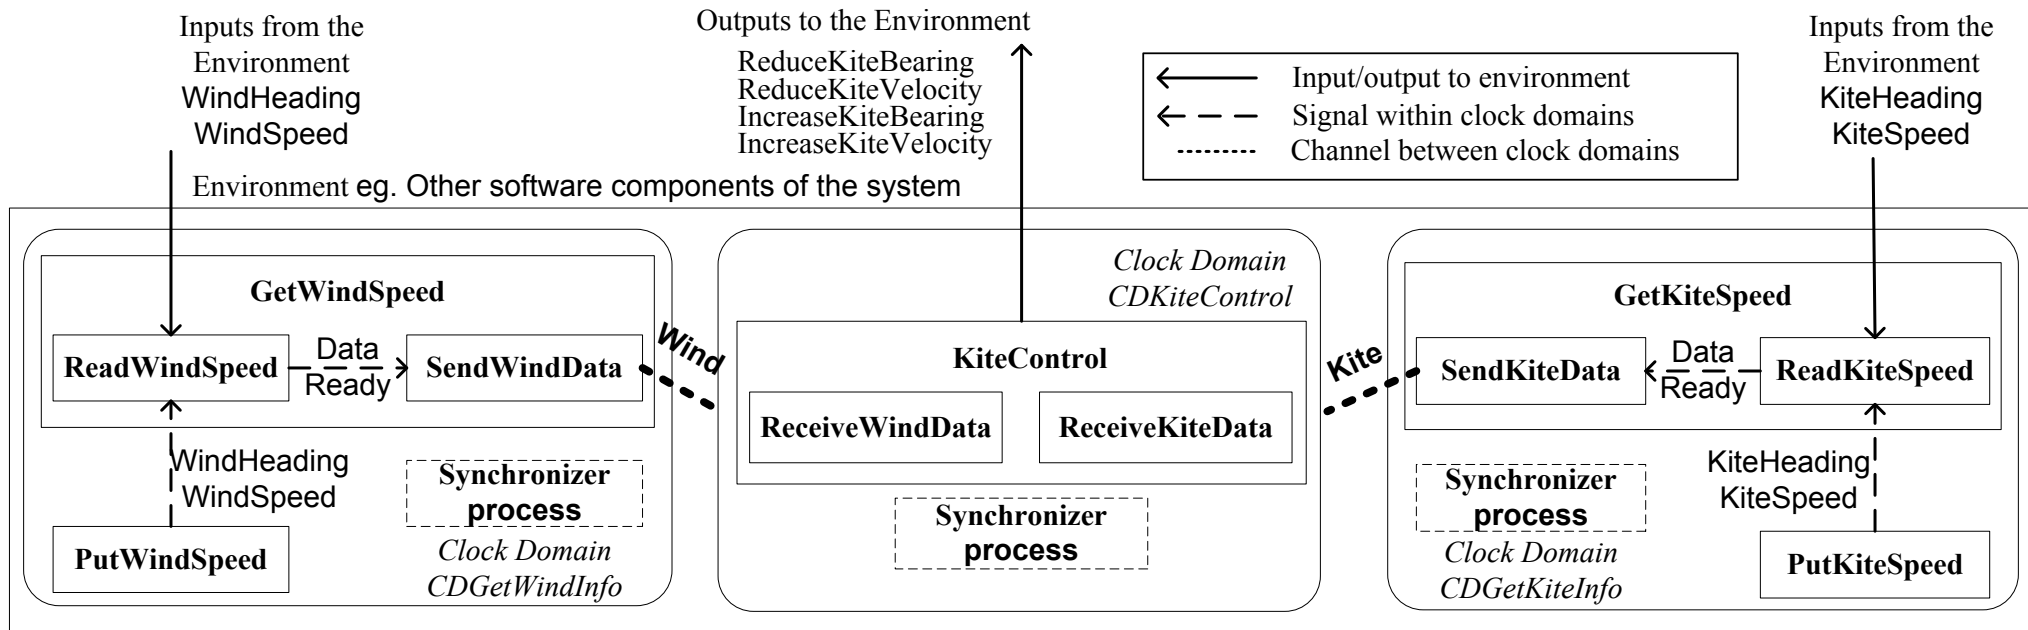 Inputs from the
Environment
WindHeading
WindSpeed
Outputs to the Environment
ReduceKiteBearing
ReduceKiteVelocity
IncreaseKiteBearing
IncreaseKiteVelocity
Input/output to environment
Signal within clock domains
Channel between clock domains
Inputs from the
Environment
KiteHeading
KiteSpeed
Environment eg. Other software components of the system
GetWindSpeed
ReadWindSpeed
Data
Ready
SendWindData
WindHeading
WindSpeed
PutWindSpeed
Synchronizer
process
Clock Domain
CDGetWindInfo
Wind
Clock Domain
CDKiteControl
KiteControl
ReceiveWindData
ReceiveKiteData
Synchronizer
process
Kite
GetKiteSpeed
SendKiteData
Data
Ready
ReadKiteSpeed
Synchronizer
process
Clock Domain
CDGetKiteInfo
KiteHeading
KiteSpeed
PutKiteSpeed